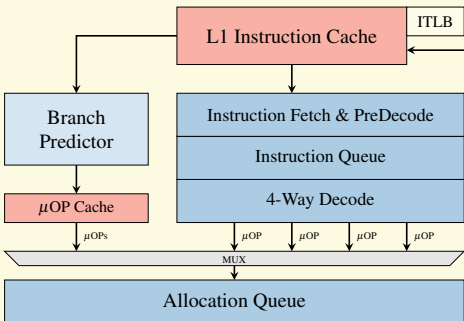 L1 Instruction Cache
ITLB
Branch
Predictor
Instruction Fetch & PreDecode
Instruction Queue
4-Way Decode
μOP Cache
μOPs
μOP
μOP
μOP
μOP
MUX
Allocation Queue